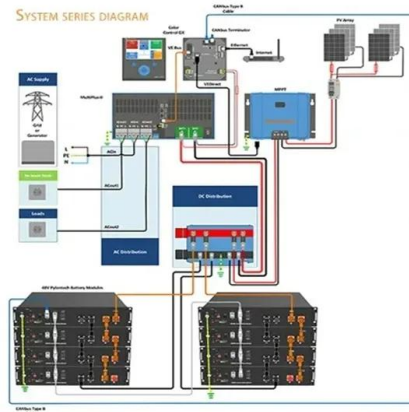 SYSTEM SERIES DIAGRAM
CANbus Type B
Cable
Color
Control GX
CANbus Terminator
PV Array
VE Bus
Ethernet
Internet
AC Supply
VE Direct
MultiPlus-II
MPPT
Grid
or
Generator
L
PE
N
ACin
ACout1
DC Distribution
Loads
ACout2
AC Distribution
48V Pylontech Battery Modules
CANbus Type B